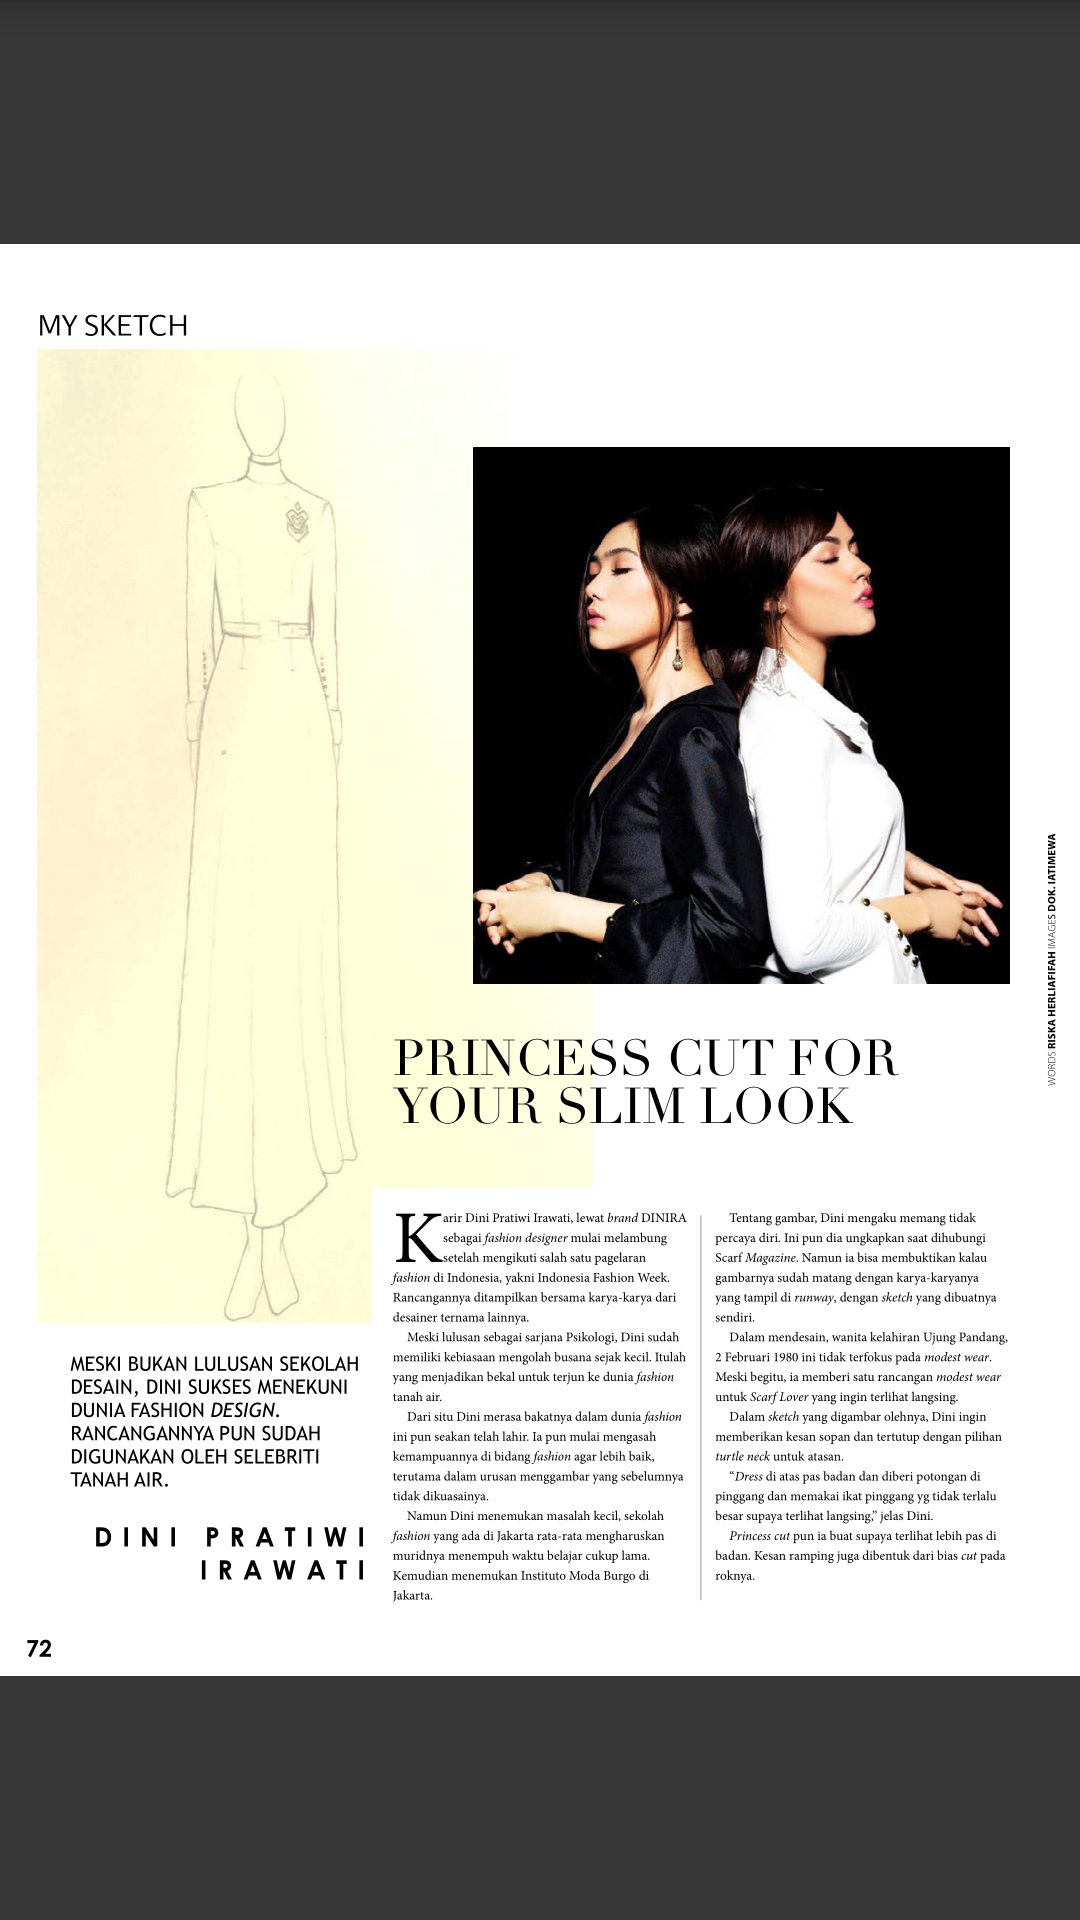 MY SKETCH
WORDS RISKA HERLIAFIFAH IMAGES DOK. IATIMEWA
PRINCESS CUT FOR
YOUR SLIM LOOK
MESKI BUKAN LULUSAN SEKOLAH
DESAIN, DINI SUKSES MENEKUNI
DUNIA FASHION DESIGN.
RANCANGANNYA PUN SUDAH
DIGUNAKAN OLEH SELEBRITI
TANAH AIR.
DINI PRATIWI
IRAWATI
Karir Dini Pratiwi Irawati, lewat brand DINIRA
sebagai fashion designer mulai melambung
setelah mengikuti salah satu pagelaran
fashion di Indonesia, yakni Indonesia Fashion Week.
Rancangannya ditampilkan bersama karya-karya dari
desainer ternama lainnya.
Meski lulusan sebagai sarjana Psikologi, Dini sudah
memiliki kebiasaan mengolah busana sejak kecil. Itulah
yang menjadikan bekal untuk terjun ke dunia fashion
tanah air.
Dari situ Dini merasa bakatnya dalam dunia fashion
ini pun seakan telah lahir. Ia pun mulai mengasah
kemampuannya di bidang fashion agar lebih baik,
terutama dalam urusan menggambar yang sebelumnya
tidak dikuasainya.
Namun Dini menemukan masalah kecil, sekolah
fashion yang ada di Jakarta rata-rata mengharuskan
muridnya menempuh waktu belajar cukup lama.
Kemudian menemukan Instituto Moda Burgo di
Jakarta.
Tentang gambar, Dini mengaku memang tidak
percaya diri. Ini pun dia ungkapkan saat dihubungi
Scarf Magazine. Namun ia bisa membuktikan kalau
gambarnya sudah matang dengan karya-karyanya
yang tampil di runway, dengan sketch yang dibuatnya
sendiri.
Dalam mendesain, wanita kelahiran Ujung Pandang,
2 Februari 1980 ini tidak terfokus pada modest wear.
Meski begitu, ia memberi satu rancangan modest wear
untuk Scarf Lover yang ingin terlihat langsing.
Dalam sketch yang digambar olehnya, Dini ingin
memberikan kesan sopan dan tertutup dengan pilihan
turtle neck untuk atasan.
“Dress di atas pas badan dan diberi potongan di
pinggang dan memakai ikat pinggang yg tidak terlalu
besar supaya terlihat langsing,” jelas Dini.
Princess cut pun ia buat supaya terlihat lebih pas di
badan. Kesan ramping juga dibentuk dari bias cut pada
roknya.
72